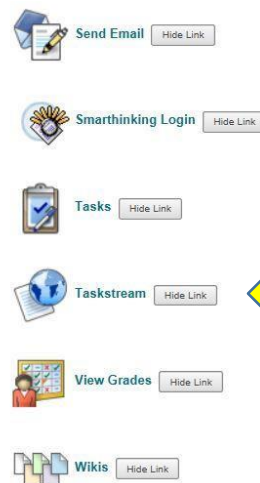 Send Email Hide Link
Smarthinking Login Hide Link
Tasks Hide Link
Taskstream Hide Link
View Grades Hide Link
Wikis Hide Link